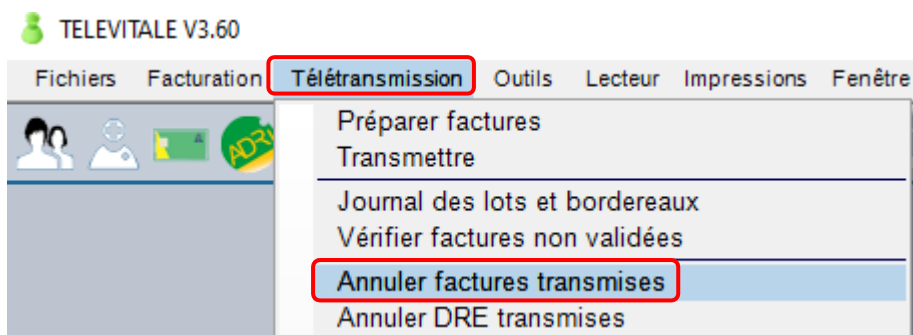 TELEVITALE V3.60
Fichiers Facturation Télétransmission Outils Lecteur Impressions Fenêtre
ADRi
Préparer factures
Transmettre
Journal des lots et bordereaux
Vérifier factures non validées
Annuler factures transmises
Annuler DRE transmises